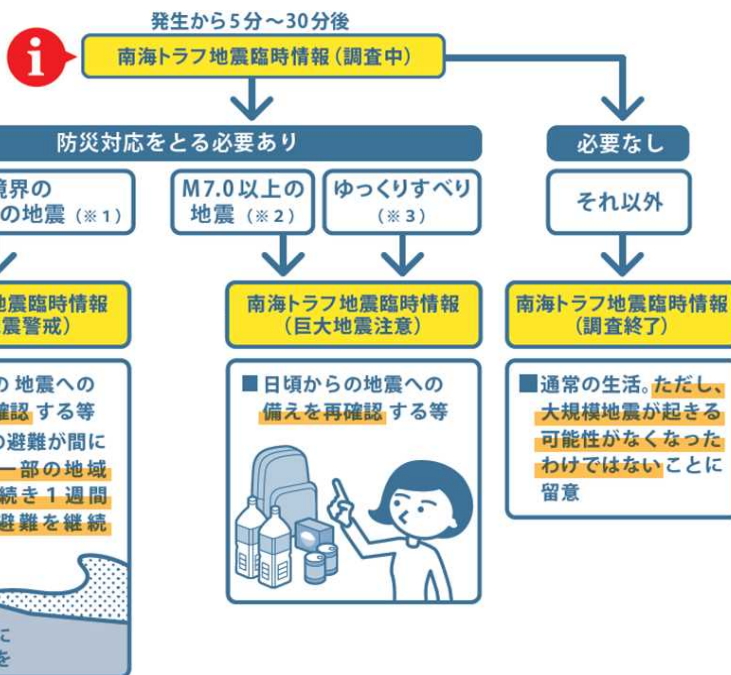 発生から5分～30分後
i
南海トラフ地震臨時情報（調査中）
防災対応をとる必要あり
必要なし
境界の
の地震（※1）
M7.0以上の
地震（※2）
ゆっくりすべり
（※3）
それ以外
地震臨時情報
震警戒）
南海トラフ地震臨時情報
（巨大地震注意）
南海トラフ地震臨時情報
（調査終了）
の地震への
確認する等
の避難が間に
一部の地域
続き1週間
避難を継続
に
を
■日頃からの地震への
備えを再確認する等
■通常の生活。ただし、
大規模地震が起きる
可能性がなくなった
わけではないことに
留意